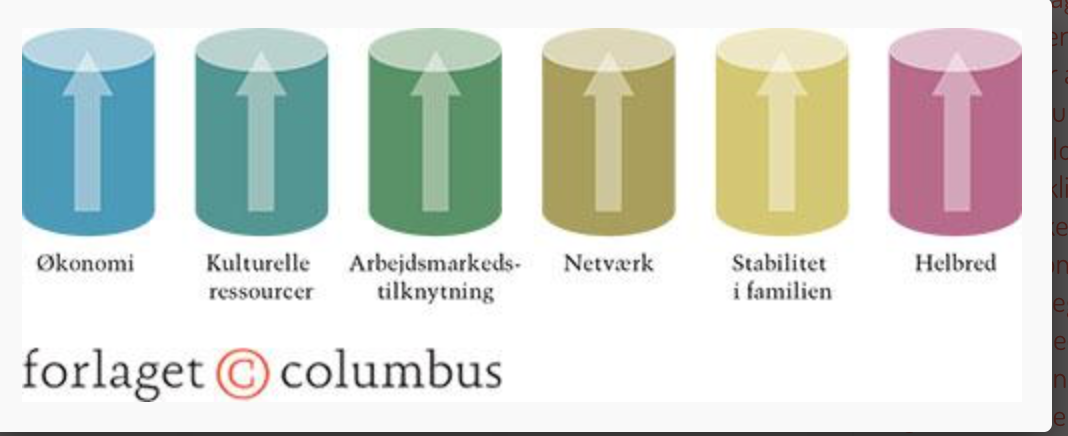 Økonomi
Kulturelle
ressourcer
Arbejdsmarkeds-
tilknytning
Netværk
Stabilitet
i familien
Helbred
forlaget © columbus